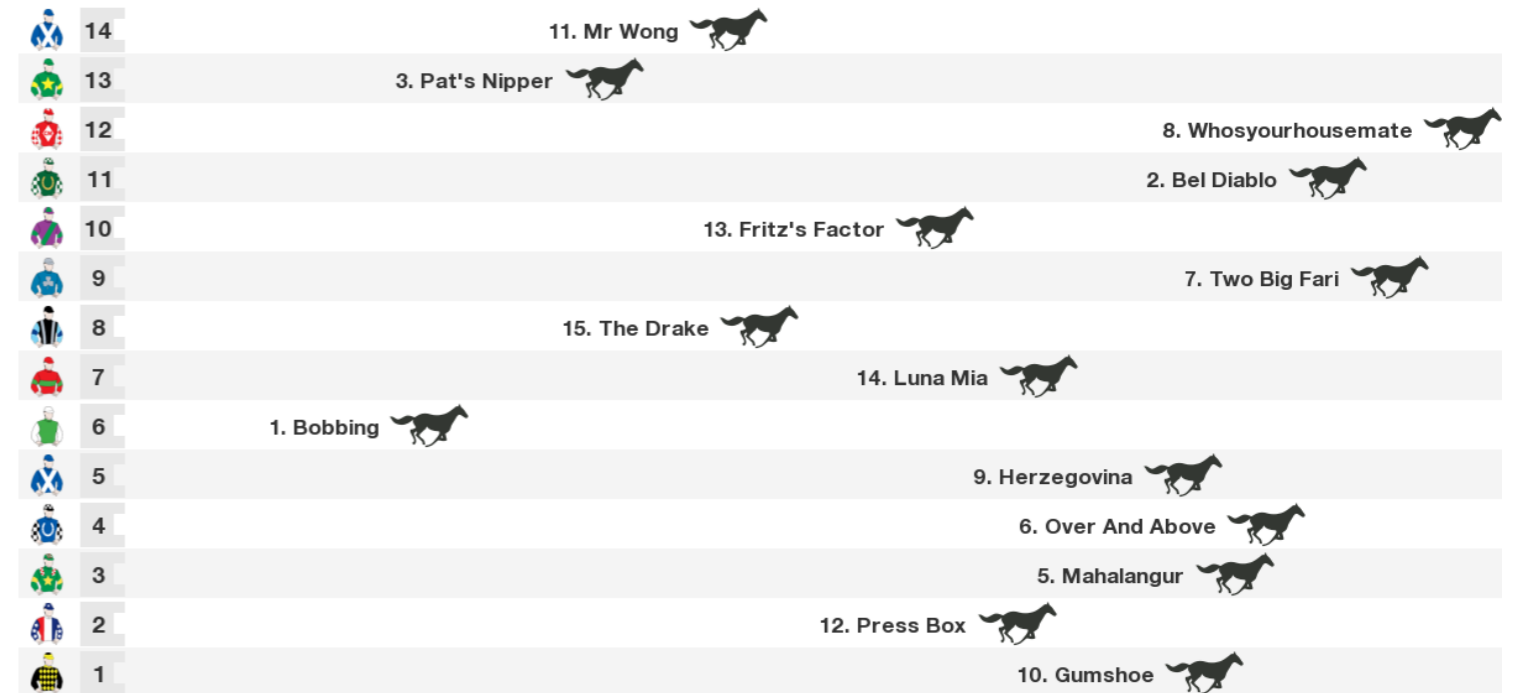 14 11. Mr Wong
13 3. Pat's Nipper
12 8. Whosyourhousemate
11 2. Bel Diablo
10 13. Fritz's Factor
9 7. Two Big Fari
8 15. The Drake
7 14. Luna Mia
6 1. Bobbing
5 9. Herzegovina
4 6. Over And Above
3 5. Mahalangur
2 12. Press Box
1 10. Gumshoe